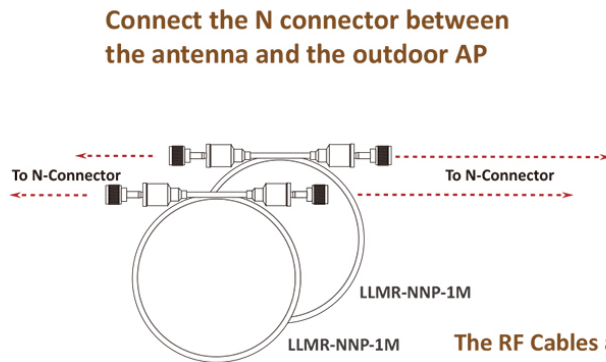 Connect the N connector between
the antenna and the outdoor AP
To N-Connector
To N-Connector
LLMR-NNP-1M
LLMR-NNP-1M
The RF Cables a